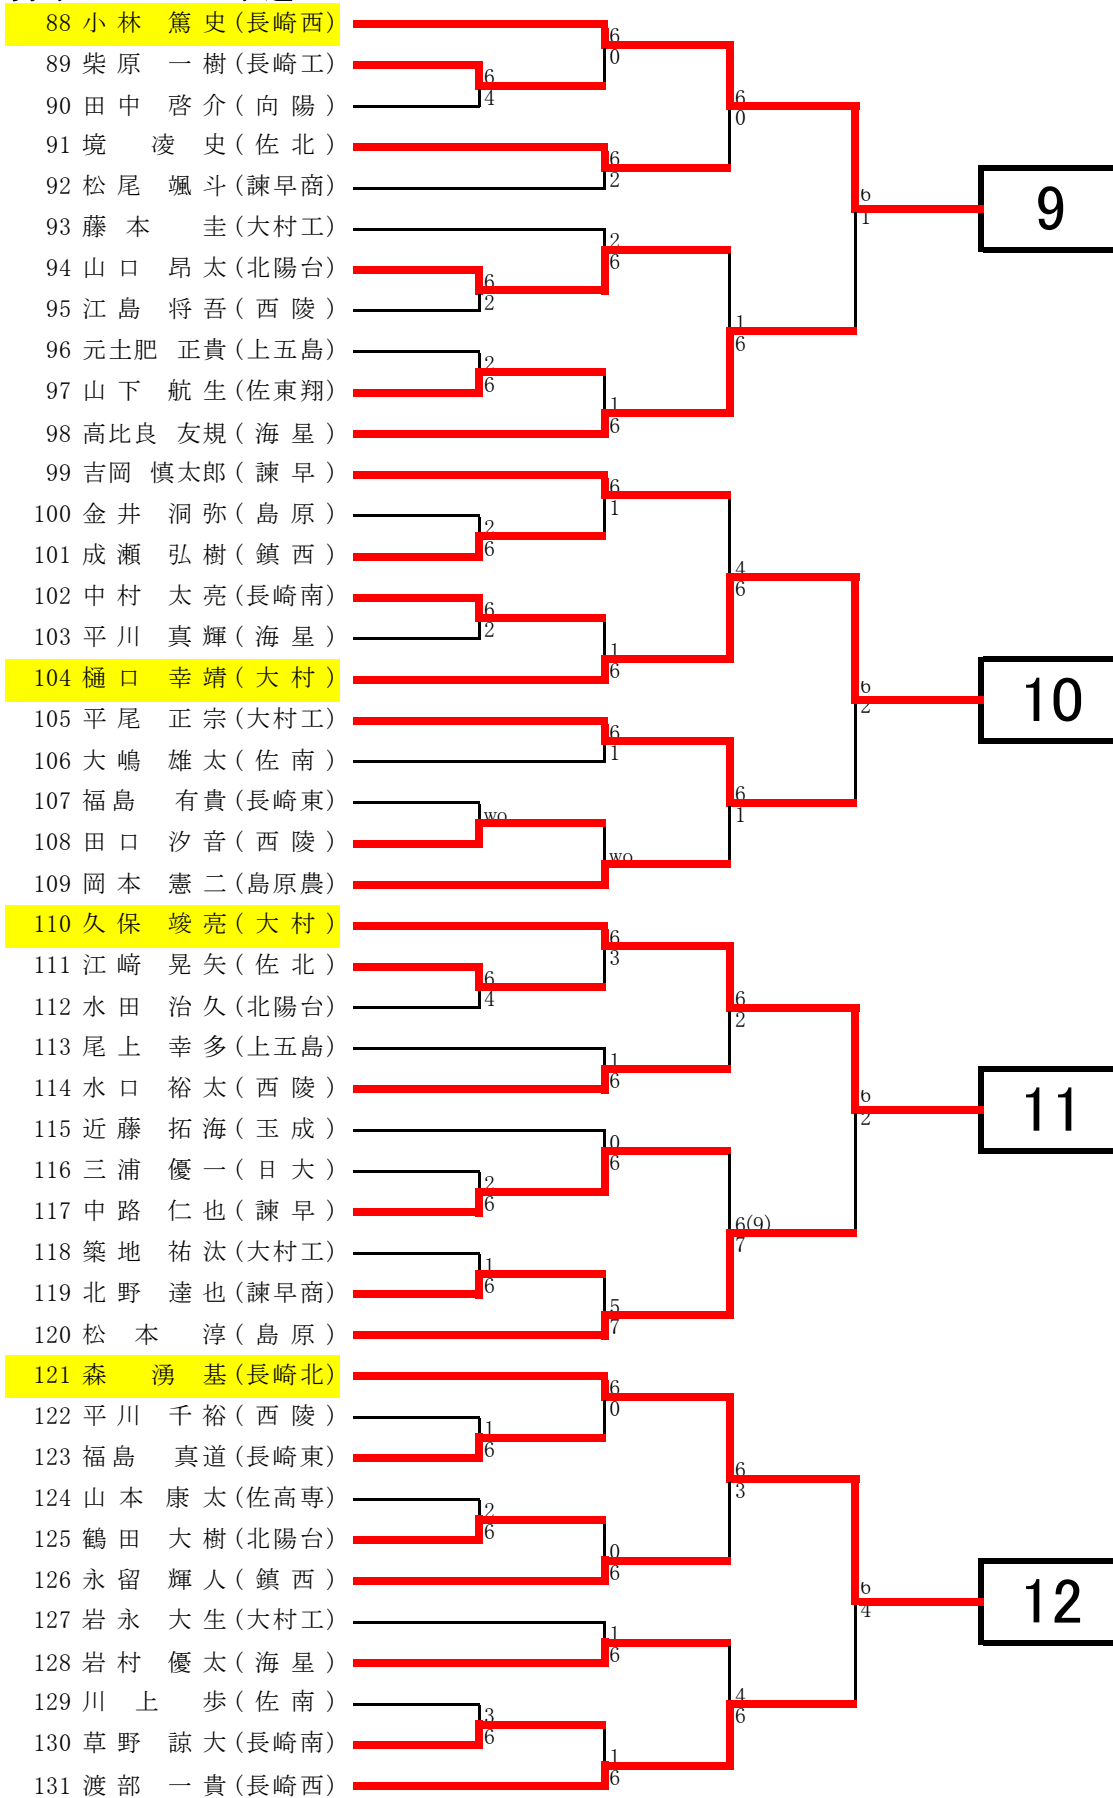 88 小林 篤史(長崎西)
6
0
89 柴原 一樹(長崎工)
6
4
90 田中 啓介(向陽)
6
0
91 境 凌史(佐北)
6
2
92 松尾 颯斗(諫早商)
6
1
9
93 藤本 圭(大村工)
2
6
94 山口 昂太(北陽台)
6
2
95 江島 将吾(西陵)
1
6
96 元土肥 正貴(上五島)
2
6
97 山下 航生(佐東翔)
1
6
98 高比良 友規(海星)
99 吉岡 慎太郎(諫早)
6
1
100 金井 洞弥(島原)
2
6
101 成瀬 弘樹(鎮西)
4
6
102 中村 太亮(長崎南)
6
2
103 平川 真輝(海星)
1
6
104 樋口 幸靖(大村)
6
2
10
105 平尾 正宗(大村工)
6
1
106 大嶋 雄太(佐南)
6
1
107 福島 有貴(長崎東)
wo
108 田口 汐音(西陵)
wo
109 岡本 憲二(島原農)
110 久保 竣亮(大村)
6
3
111 江﨑 晃矢(佐北)
6
4
112 水田 治久(北陽台)
6
2
113 尾上 幸多(上五島)
1
6
114 水口 裕太(西陵)
6
2
11
115 近藤 拓海(玉成)
0
6
116 三浦 優一(日大)
2
6
117 中路 仁也(諫早)
6(9)
7
118 築地 祐汰(大村工)
1
6
119 北野 達也(諫早商)
5
7
120 松本 淳(島原)
121 森 湧基(長崎北)
6
0
122 平川 千裕(西陵)
1
6
123 福島 真道(長崎東)
6
3
124 山本 康太(佐高専)
2
6
125 鶴田 大樹(北陽台)
0
6
126 永留 輝人(鎮西)
6
4
12
127 岩永 大生(大村工)
1
6
128 岩村 優太(海星)
4
6
129 川上 歩(佐南)
3
6
130 草野 諒大(長崎南)
1
6
131 渡部 一貴(長崎西)